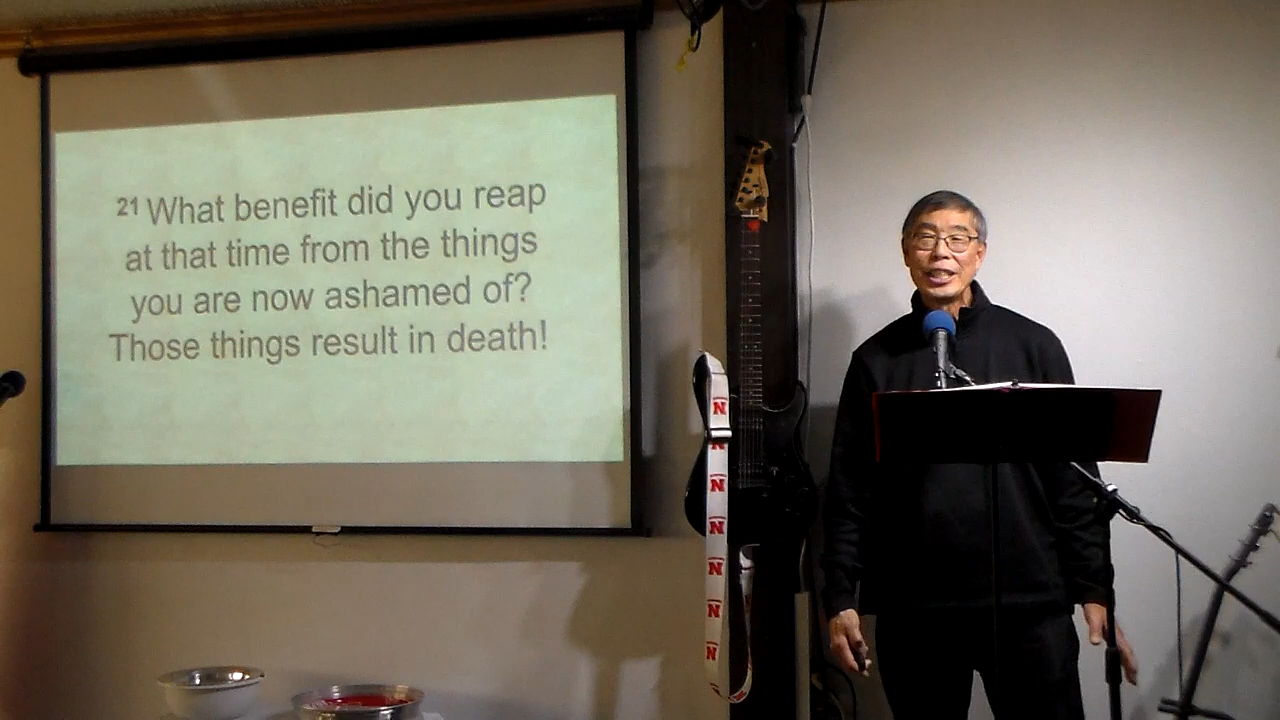 21 What benefit did you reap
at that time from the things
you are now ashamed of?
Those things result in death!
N
N
N
N
N
N
N